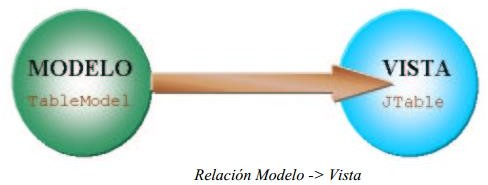 MODELO
TableModel
VISTA
JTable
Relación Modelo -> Vista